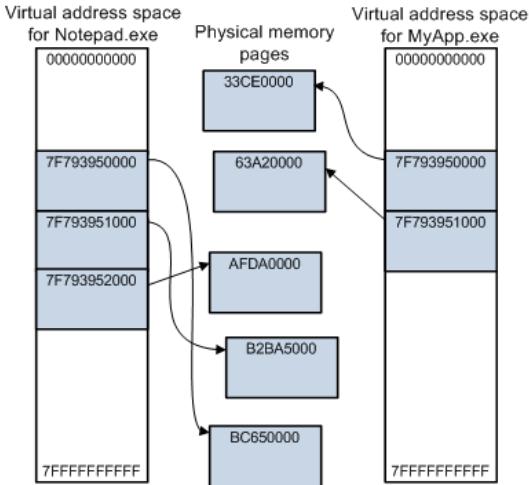 Virtual address space
for Notepad.exe
00000000000
7F793950000
7F793951000
7F793952000
7FFFFFFFFFF
Physical memory
pages
33CE0000
63A20000
AFDA0000
B2BA5000
BC650000
Virtual address space
for MyApp.exe
00000000000
7F793950000
7F793951000
7FFFFFFFFFF